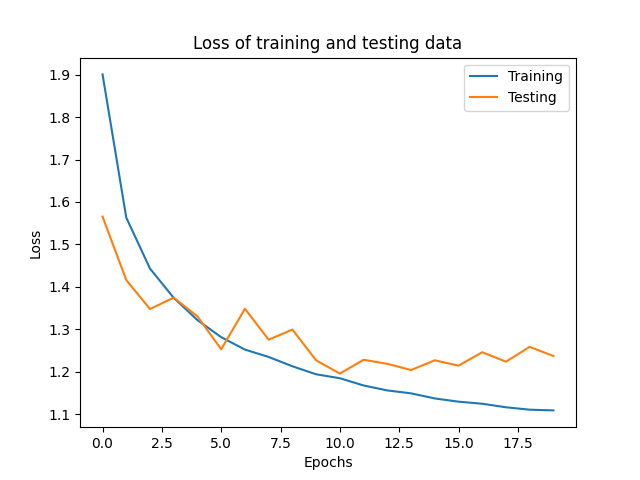 Loss of training and testing data
Training
Testing
1.9
1.8
1.7
1.6
1.5
1.4
1.3
1.2
1.1
Loss
0.0 2.5 5.0 7.5 10.0 12.5 15.0 17.5
Epochs